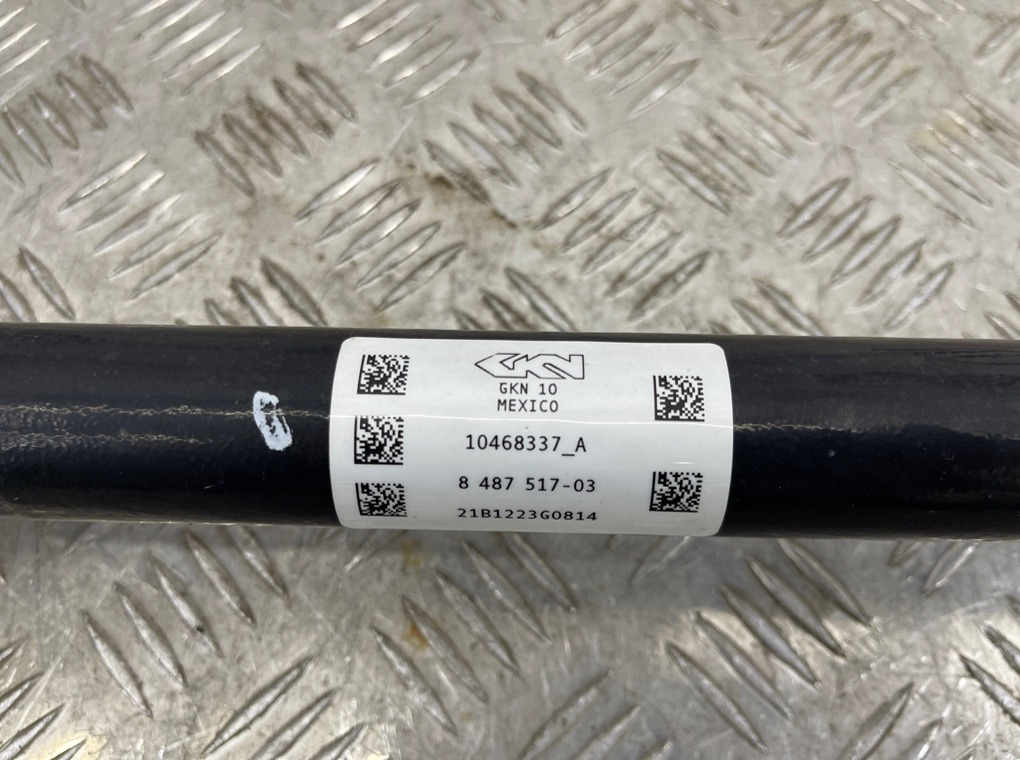 GKN
GKN 10
MEXICO
10468337_A
8 487 517-03
21B1223G0814
G